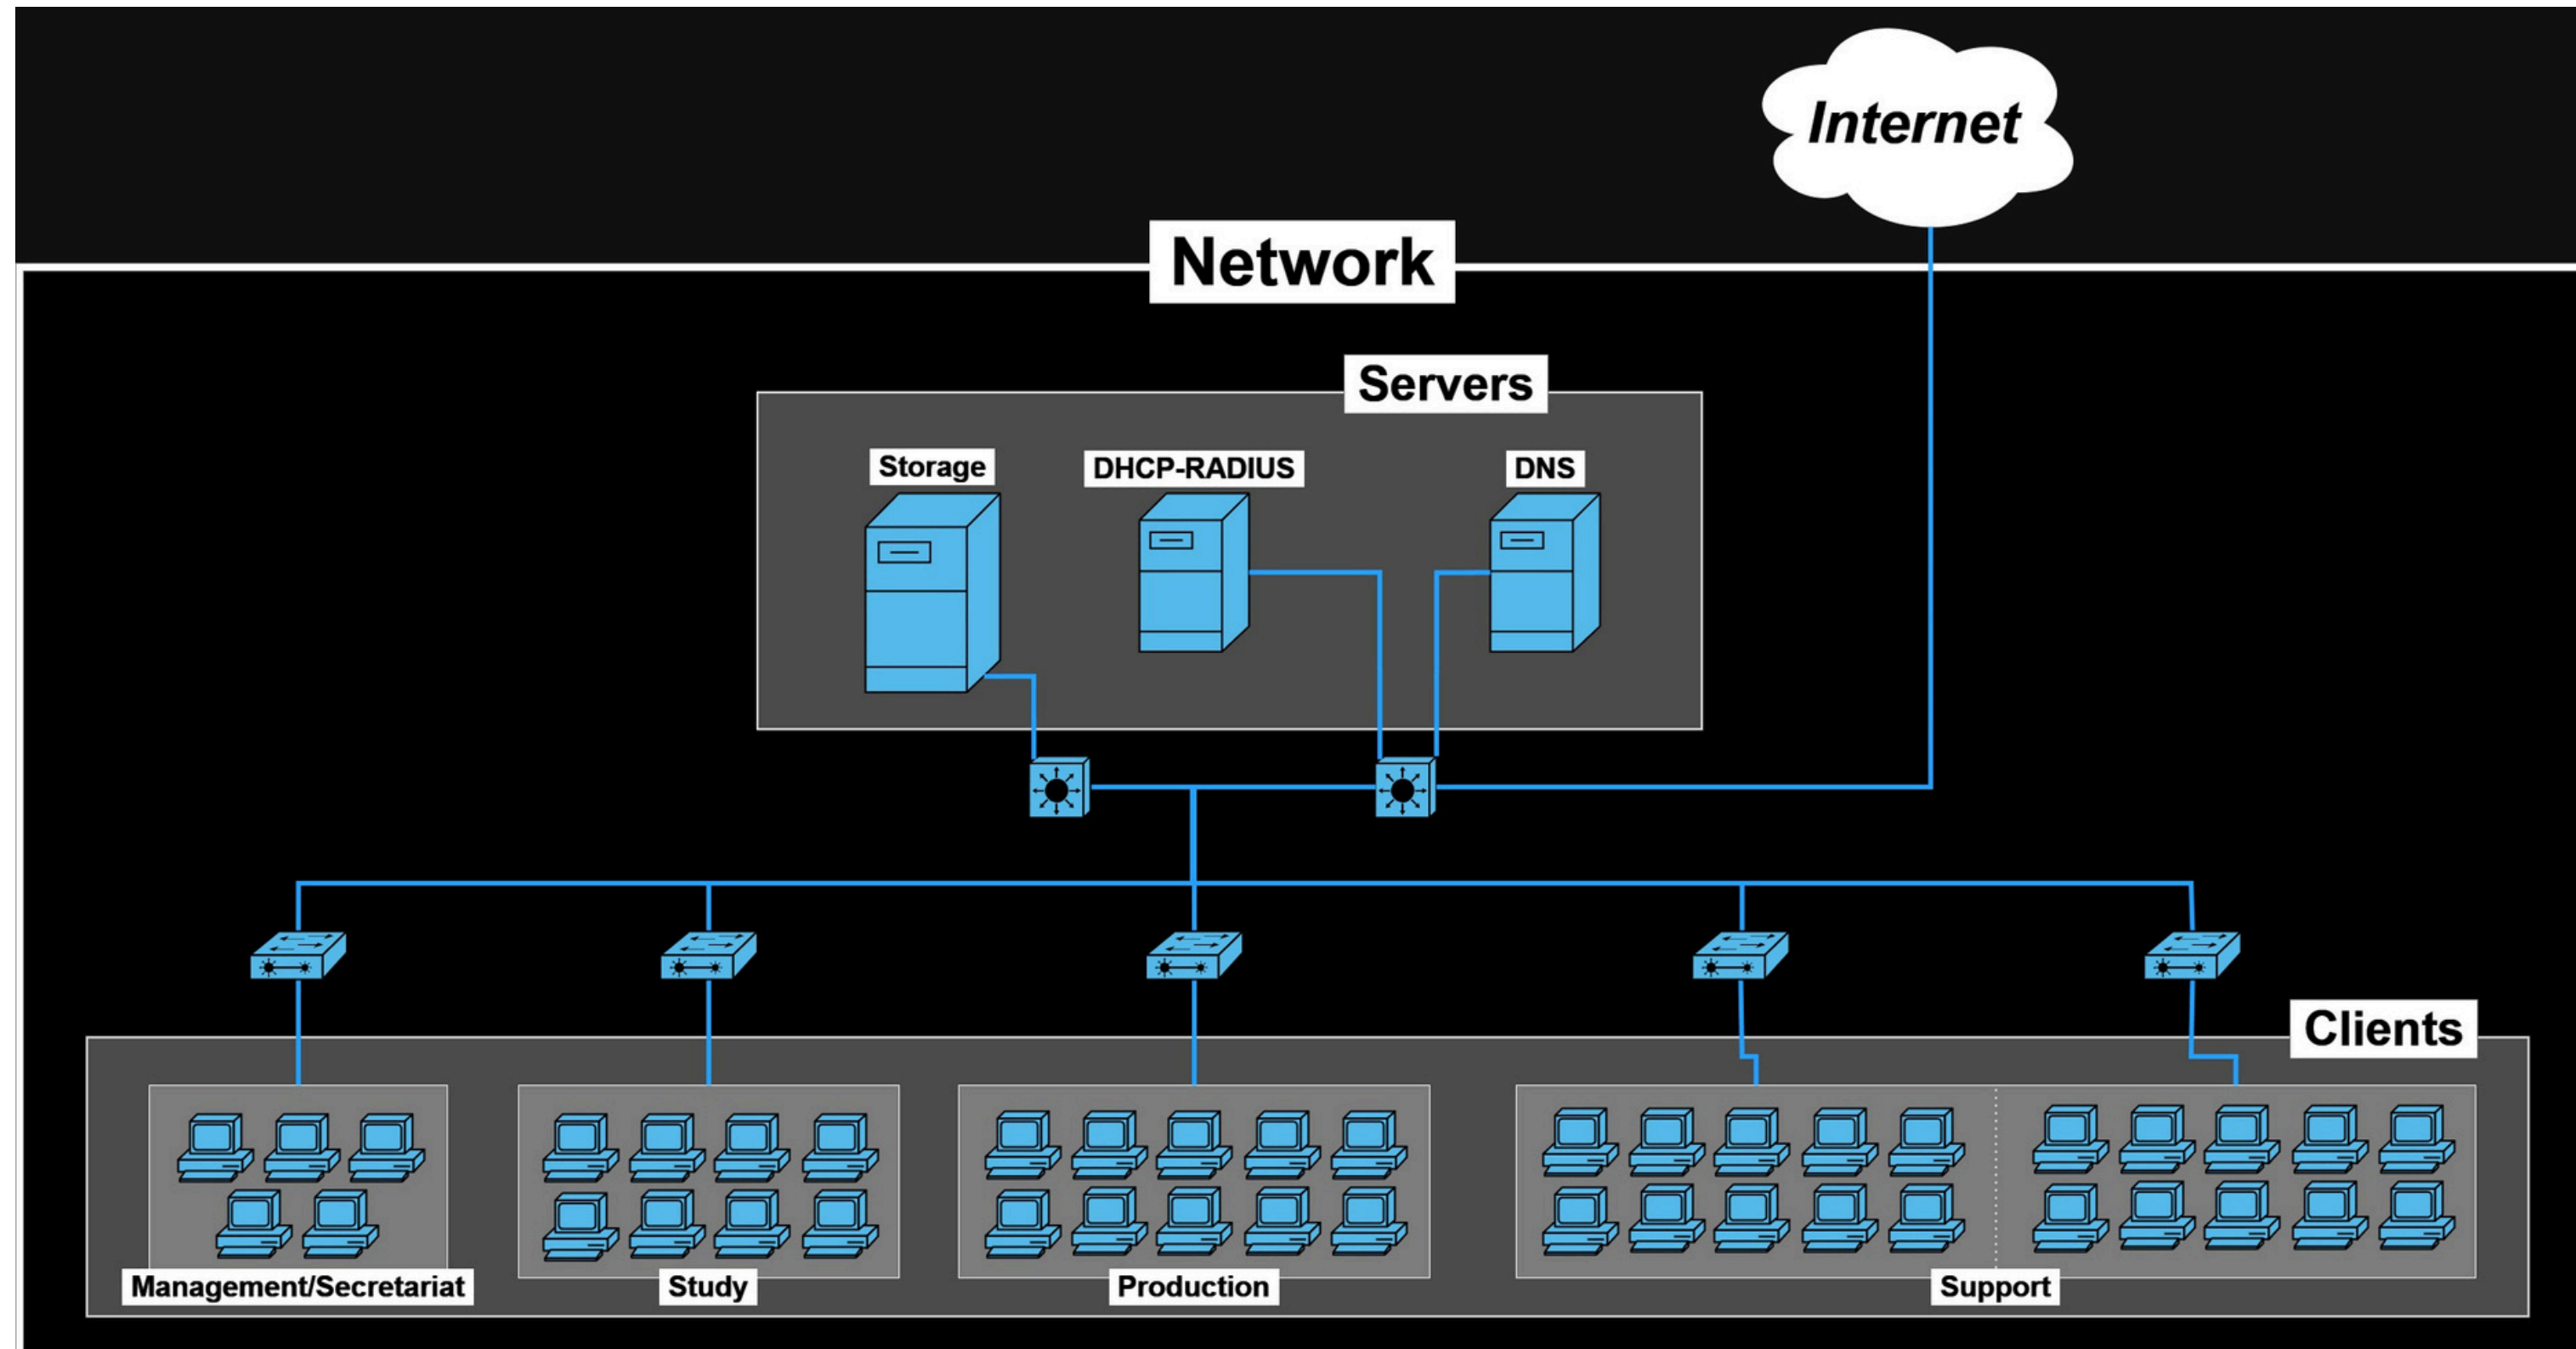 Internet
Network
Servers
Storage
DHCP-RADIUS
DNS
Clients
Management/Secretariat
Study
Production
Support